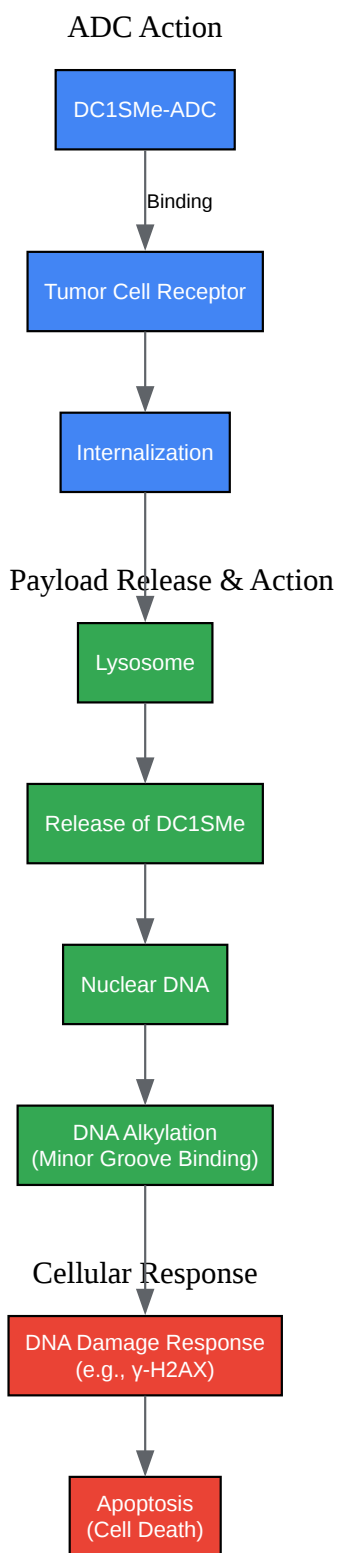 ADC Action
DC1SMe-ADC
Binding
Tumor Cell Receptor
Internalization
Payload Release & Action
Lysosome
Release of DC1SMe
Nuclear DNA
DNA Alkylation
(Minor Groove Binding)
Cellular Response
DNA Damage Response
(e.g., γ-H2AX)
Apoptosis
(Cell Death)